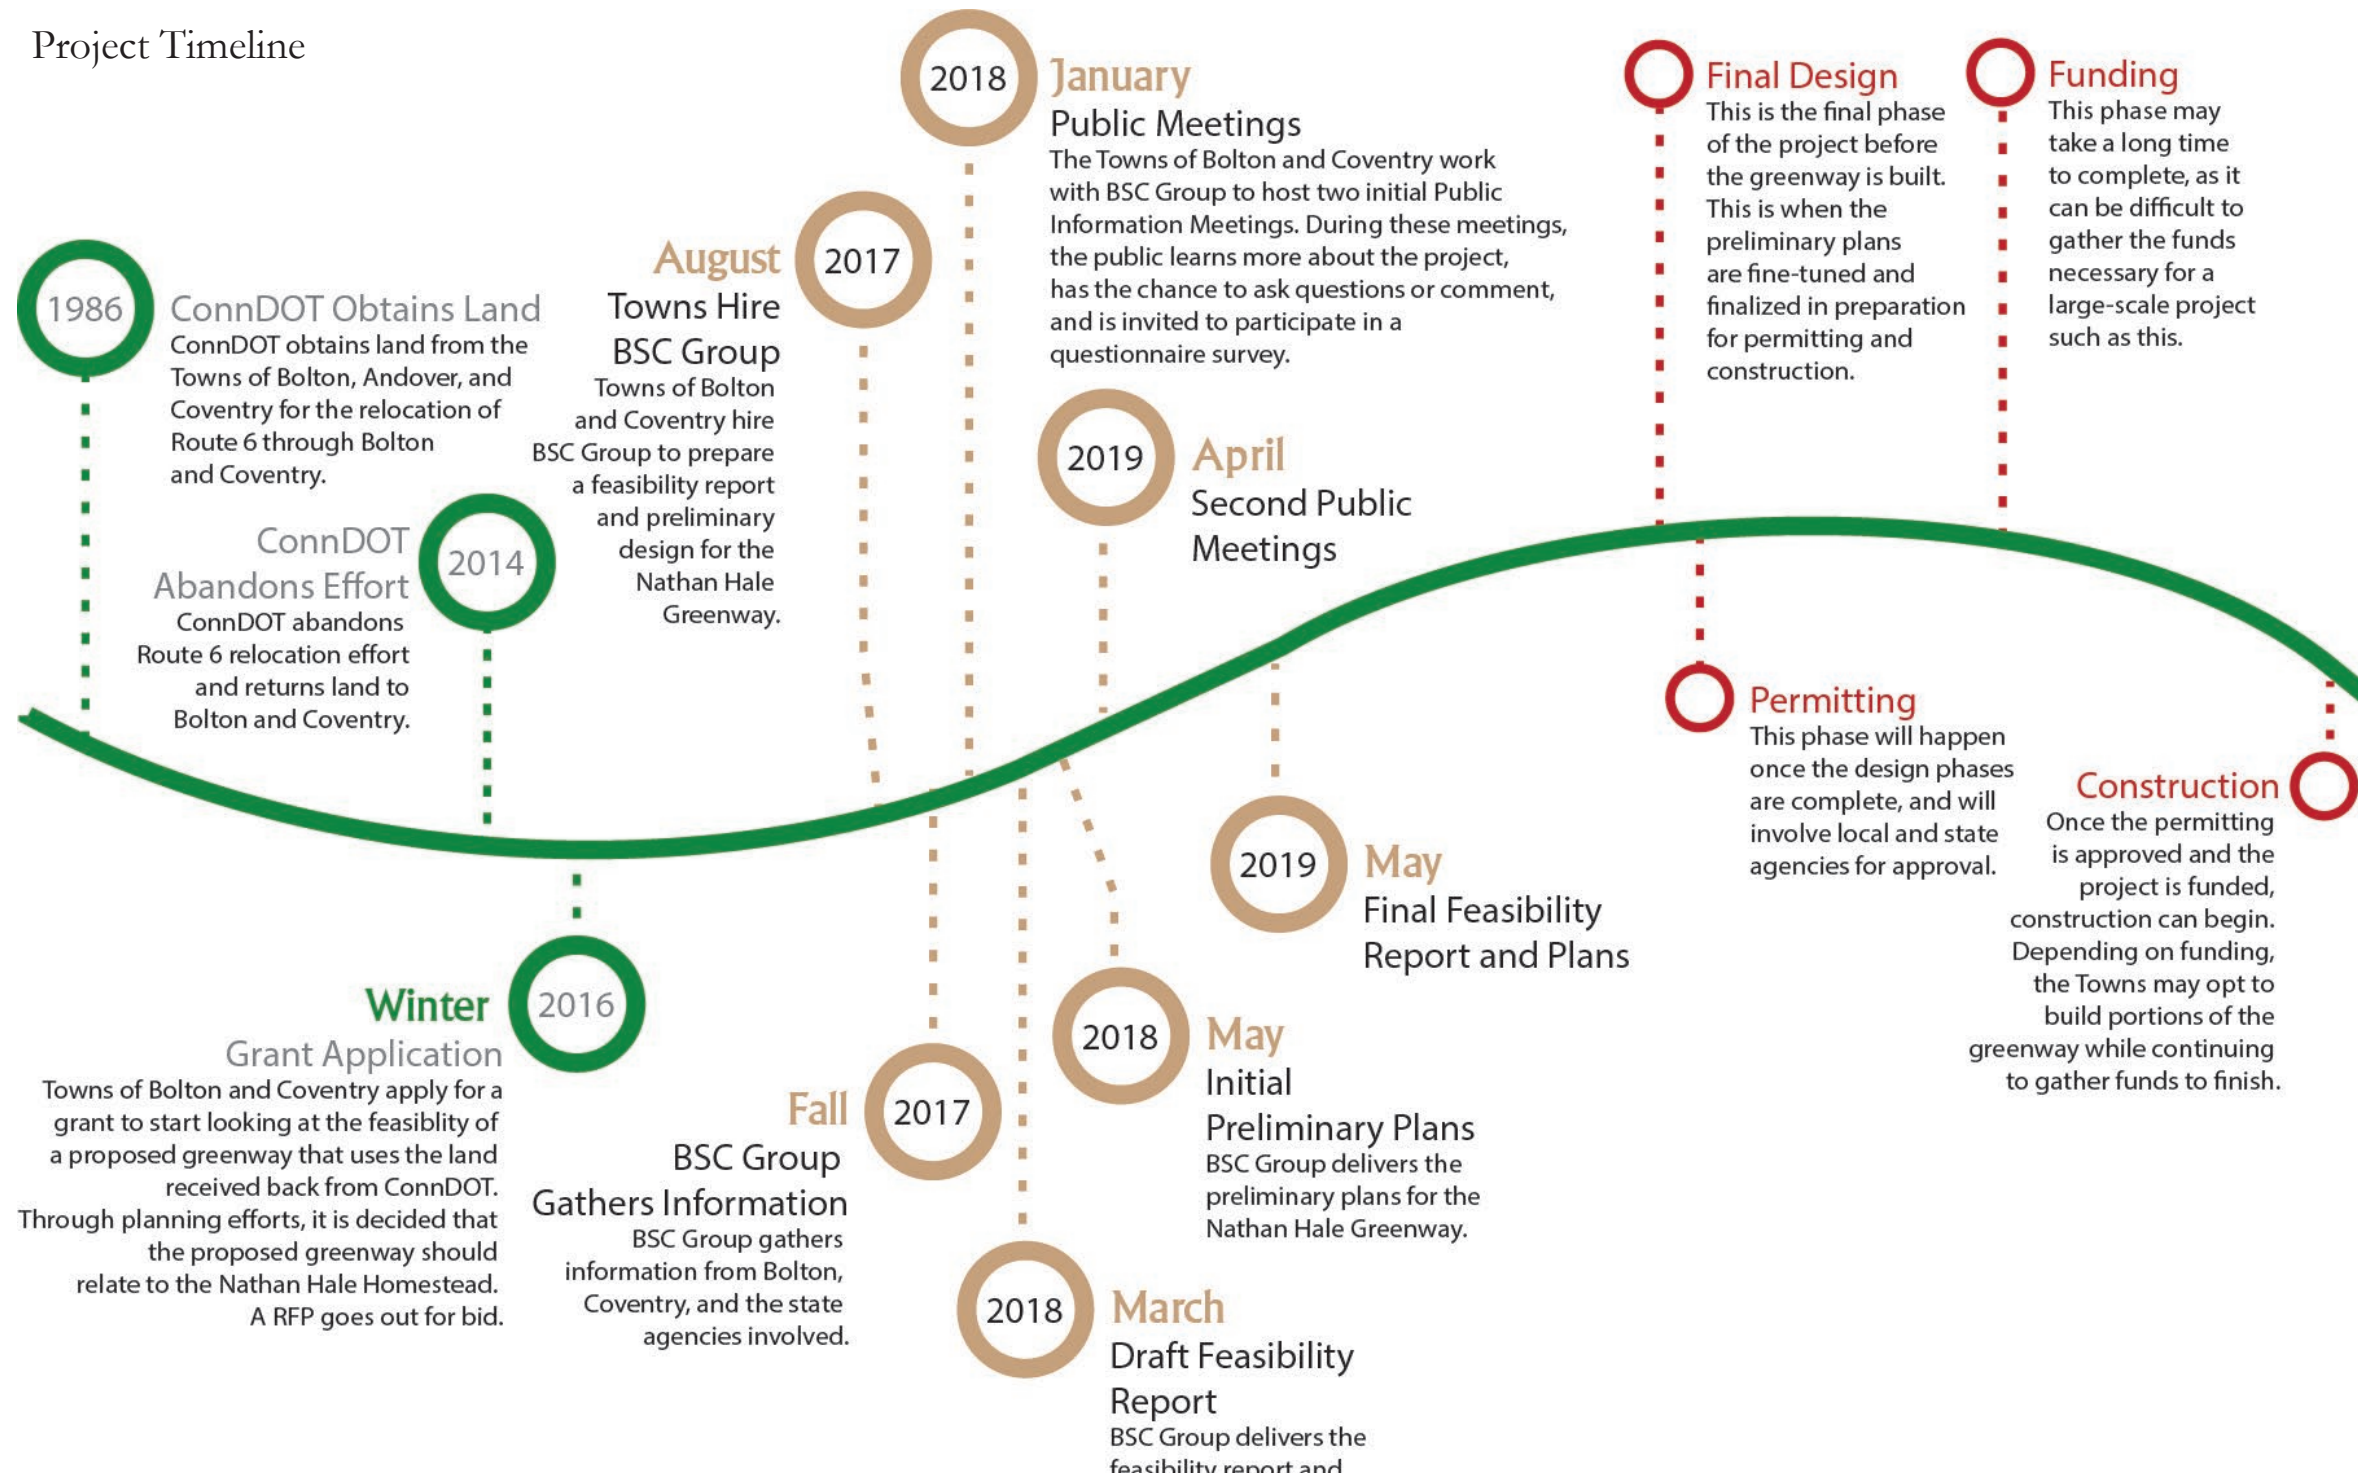 Project Timeline
1986
ConnDOT Obtains Land
ConnDOT obtains land from the
Towns of Bolton, Andover, and
Coventry for the relocation of
Route 6 through Bolton
and Coventry.
2014
ConnDOT
Abandons Effort
ConnDOT abandons
Route 6 relocation effort
and returns land to
Bolton and Coventry.
Winter
2016
Grant Application
Towns of Bolton and Coventry apply for a
grant to start looking at the feasiblity of
a proposed greenway that uses the land
received back from ConnDOT.
Through planning efforts, it is decided that
the proposed greenway should
relate to the Nathan Hale Homestead.
A RFP goes out for bid.
August
2017
Towns Hire
BSC Group
Towns of Bolton
and Coventry hire
BSC Group to prepare
a feasibility report
and preliminary
design for the
Nathan Hale
Greenway.
Fall
2017
BSC Group
Gathers Information
BSC Group gathers
information from Bolton,
Coventry, and the state
agencies involved.
2018
January
Public Meetings
The Towns of Bolton and Coventry work
with BSC Group to host two initial Public
Information Meetings. During these meetings,
the public learns more about the project,
has the chance to ask questions or comment,
and is invited to participate in a
questionnaire survey.
2018
March
Draft Feasibility
Report
BSC Group delivers the
feasibility report and
2018
May
Initial
Preliminary Plans
BSC Group delivers the
preliminary plans for the
Nathan Hale Greenway.
2019
April
Second Public
Meetings
2019
May
Final Feasibility
Report and Plans
Final Design
This is the final phase
of the project before
the greenway is built.
This is when the
preliminary plans
are fine-tuned and
finalized in preparation
for permitting and
construction.
Permitting
This phase will happen
once the design phases
are complete, and will
involve local and state
agencies for approval.
Funding
This phase may
take a long time
to complete, as it
can be difficult to
gather the funds
necessary for a
large-scale project
such as this.
Construction
Once the permitting
is approved and the
project is funded,
construction can begin.
Depending on funding,
the Towns may opt to
build portions of the
greenway while continuing
to gather funds to finish.